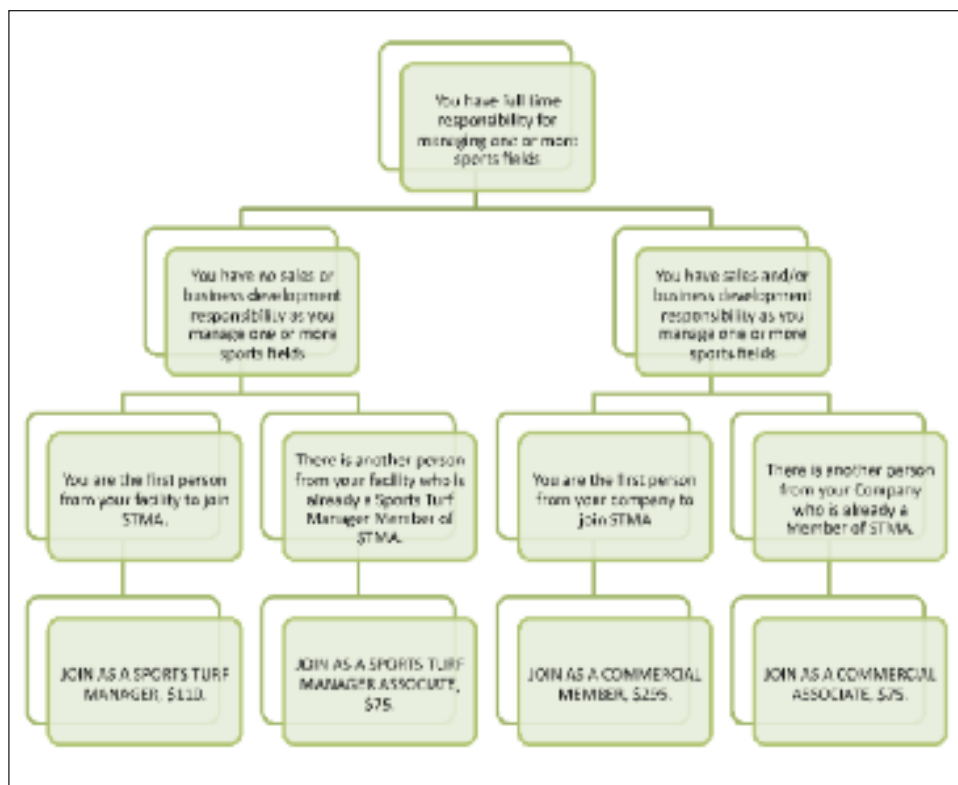 You have full time
responsibility for
managing one or more
sports fields
You have no sales or
business development
responsibility as you
manage one or more
sports fields
You have sales and/or
business development
responsibility as you
manage one or more
sports fields
You are the first person
from your facility to join
STMA.
There is another person
from your facility who is
already a Sports Turf
Manager Member of
STMA.
You are the first person
from your company to
join STMA
There is another person
from your Company
who is already a
Member of STMA.
JOIN AS A SPORTS TURF
MANAGER, $110.
JOIN AS A SPORTS TURF
MANAGER ASSOCIATE,
$75.
JOIN AS A COMMERCIAL
MEMBER, $295.
JOIN AS A COMMERCIAL
ASSOCIATE, $75.